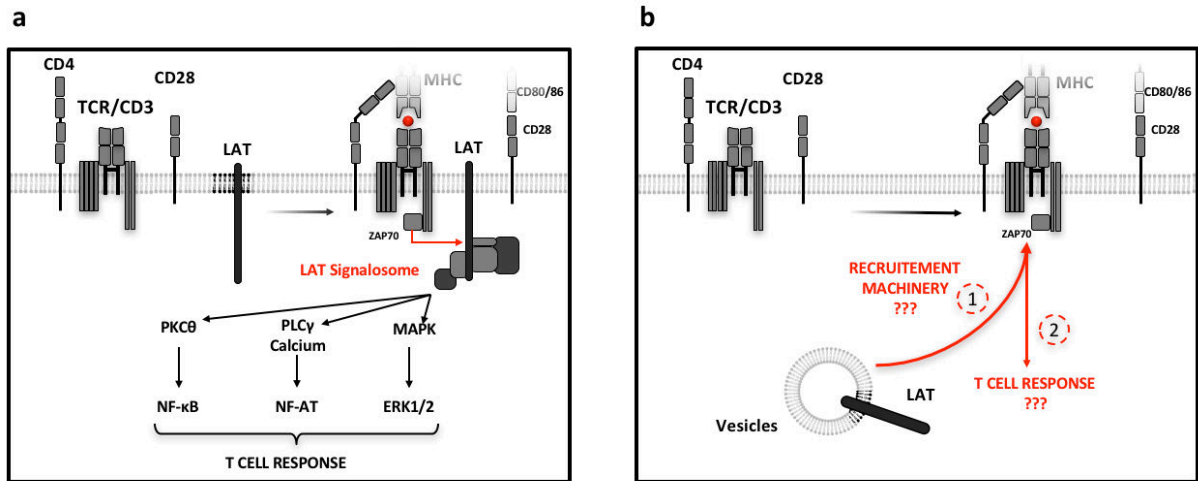 a
CD4
CD28
TCR/CD3
LAT
MHC
CD80/86
CD28
LAT
ZAP70
LAT Signalosome
PKCθ
PLCγ
Calcium
MAPK
NF-κB
NF-AT
ERK1/2
T CELL RESPONSE
b
CD4
CD28
TCR/CD3
MHC
CD80/86
CD28
ZAP70
RECRUITEMENT
MACHINERY
???
1
2
T CELL RESPONSE
???
LAT
Vesicles